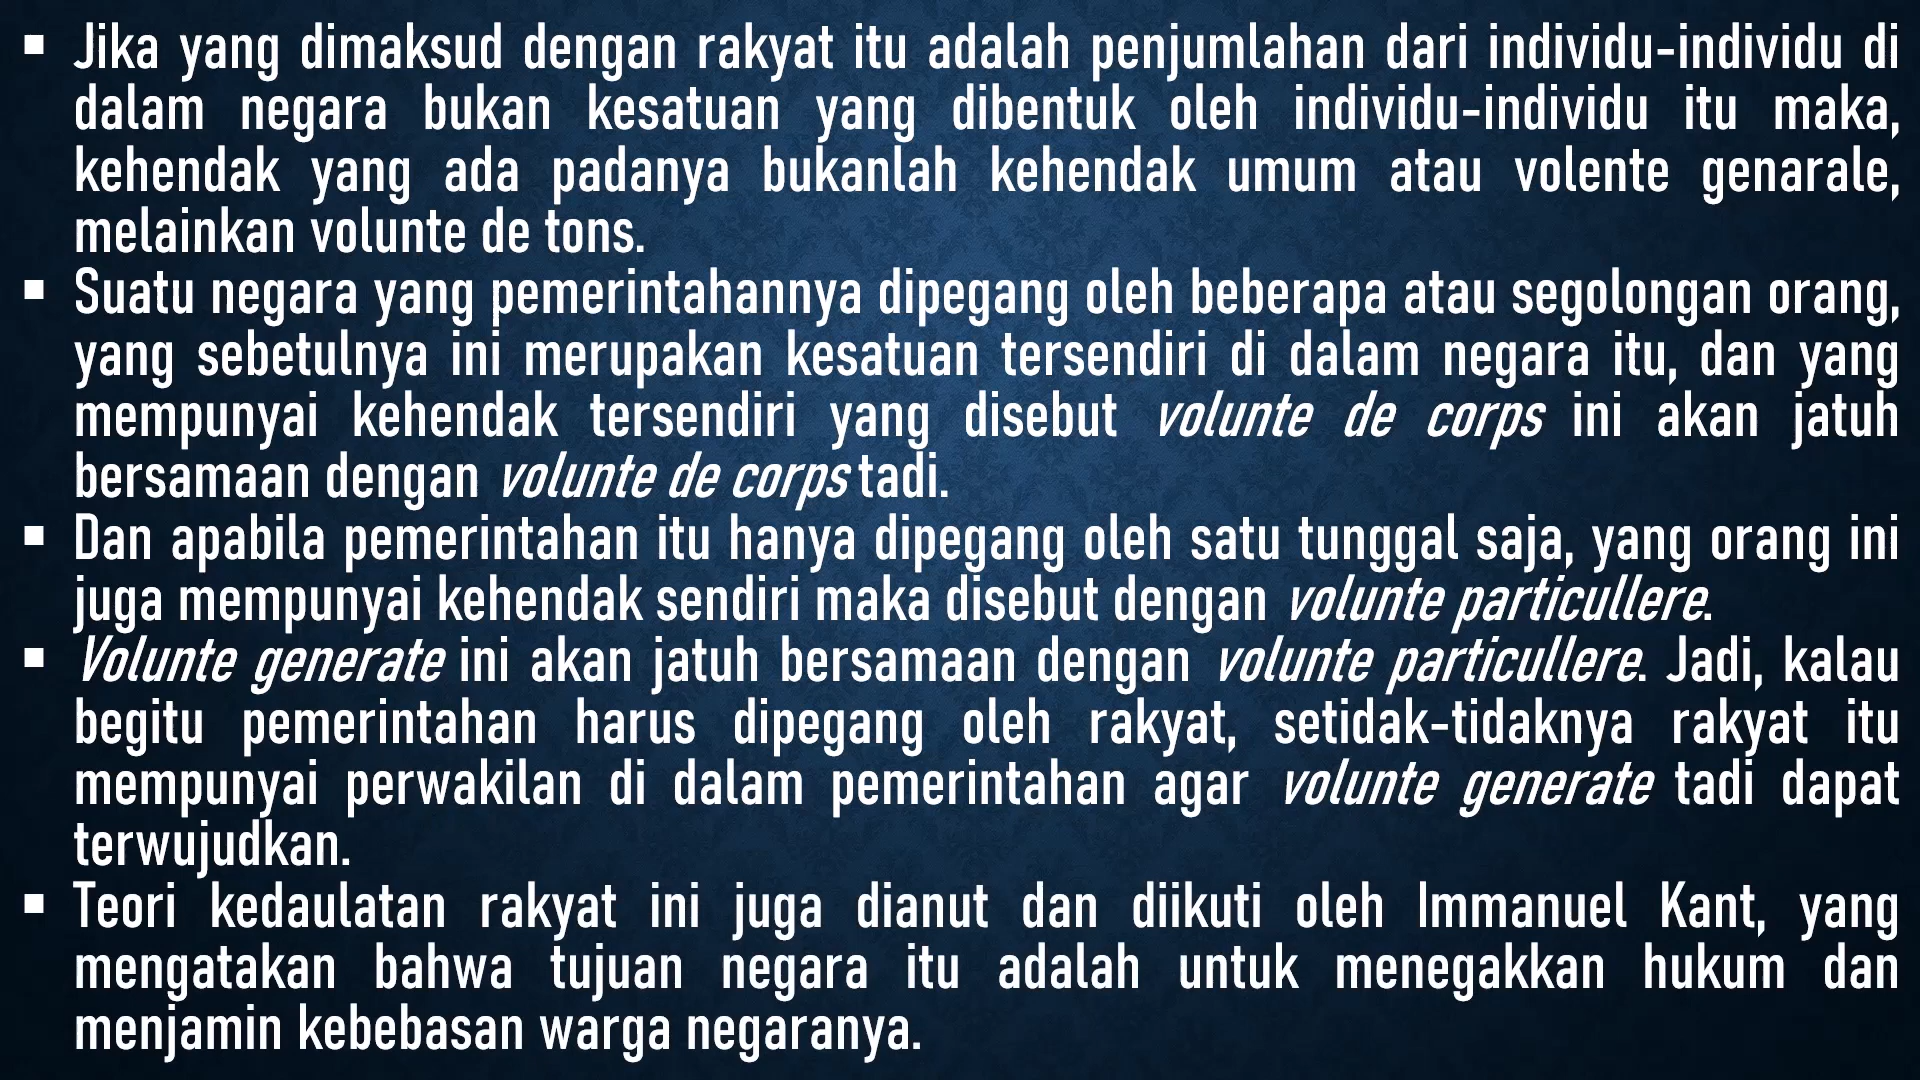 ▪ Jika yang dimaksud dengan rakyat itu adalah penjumlahan dari individu-individu di
dalam negara bukan kesatuan yang dibentuk oleh individu-individu itu maka,
kehendak yang ada padanya bukanlah kehendak umum atau volente genarale,
melainkan volunte de tons.
▪ Suatu negara yang pemerintahannya dipegang oleh beberapa atau segolongan orang,
yang sebetulnya ini merupakan kesatuan tersendiri di dalam negara itu, dan yang
mempunyai kehendak tersendiri yang disebut volunte de corps ini akan jatuh
bersamaan dengan volunte de corps tadi.
▪ Dan apabila pemerintahan itu hanya dipegang oleh satu tunggal saja, yang orang ini
juga mempunyai kehendak sendiri maka disebut dengan volunte particullere.
▪ Volunte generate ini akan jatuh bersamaan dengan volunte particullere. Jadi, kalau
begitu pemerintahan harus dipegang oleh rakyat, setidak-tidaknya rakyat itu
mempunyai perwakilan di dalam pemerintahan agar volunte generate tadi dapat
terwujudkan.
▪ Teori kedaulatan rakyat ini juga dianut dan diikuti oleh Immanuel Kant, yang
mengatakan bahwa tujuan negara itu adalah untuk menegakkan hukum dan
menjamin kebebasan warga negaranya.